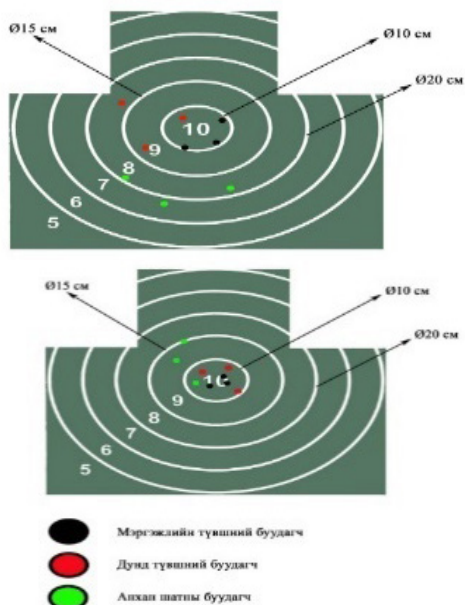 Ø15 см
Ø10 см
Ø20 см
10
9
8
7
6
5
Ø15 см
Ø10 см
Ø20 см
10
9
8
7
6
5
Мэргэжлийн түвшний буудагч
Дунд түвшний буудагч
Анхан шатны буудагч